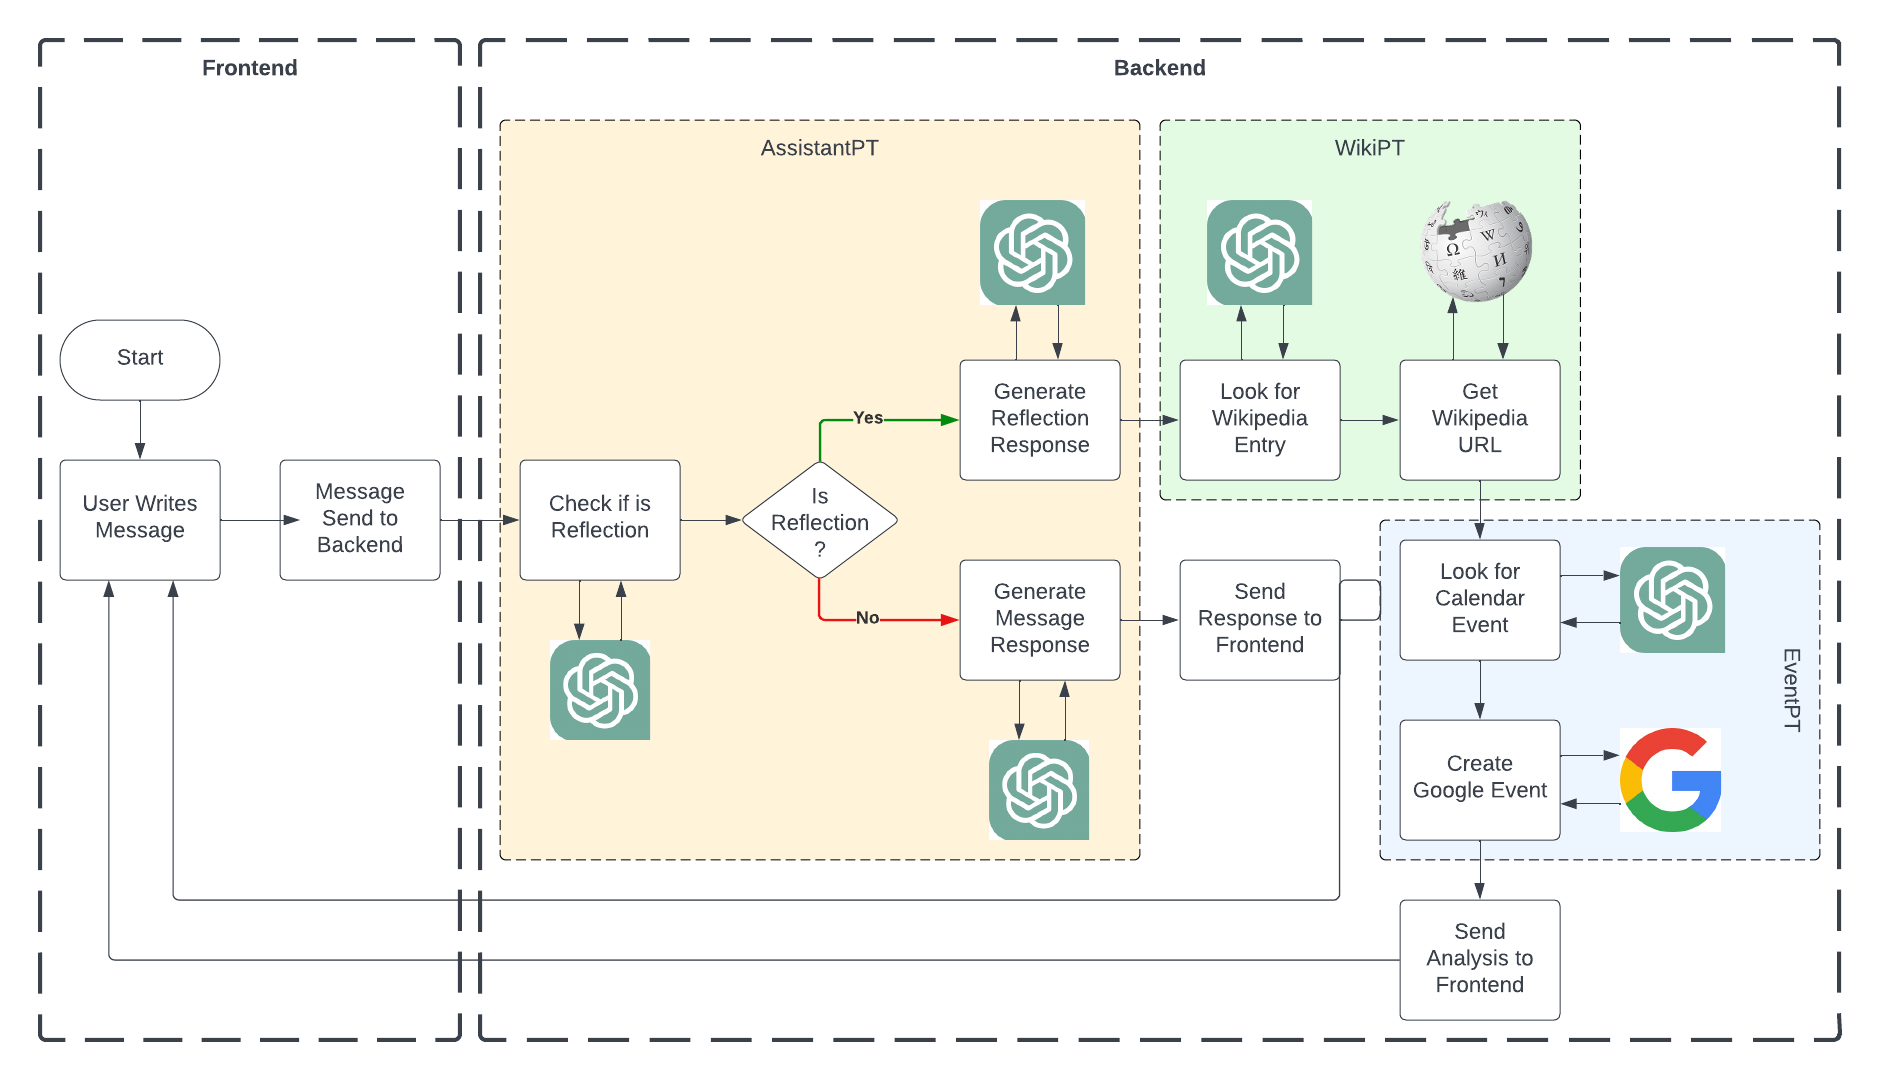 Frontend
Backend
AssistantPT
WikiPT
Start
User Writes
Message
Message
Send to
Backend
Check if is
Reflection
Is
Reflection
?
Yes
No
Generate
Reflection
Response
Generate
Message
Response
Look for
Wikipedia
Entry
Get
Wikipedia
URL
Send
Response to
Frontend
Look for
Calendar
Event
EventPT
Create
Google Event
Send
Analysis to
Frontend